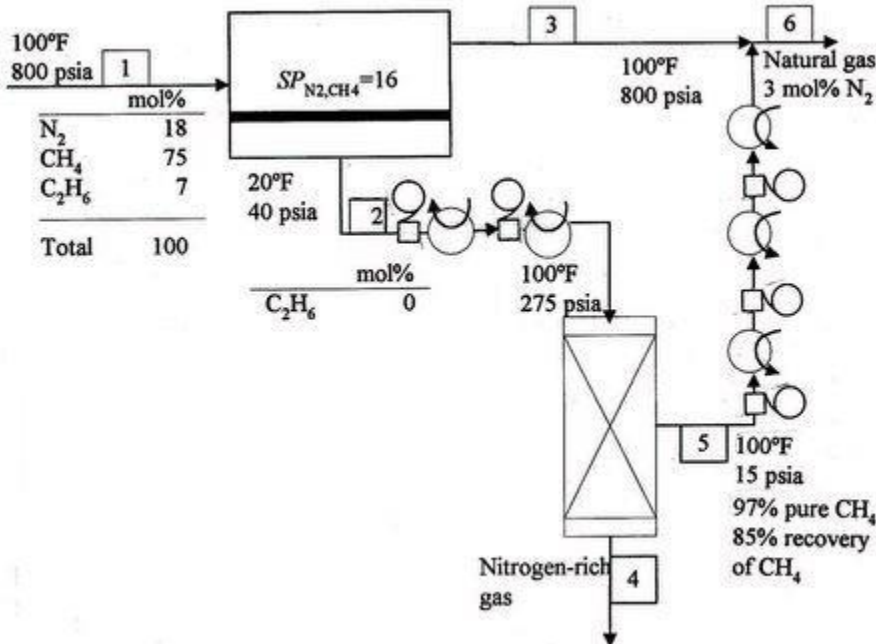 100°F
800 psia
1
mol%
N₂ 18
CH₄ 75
C₂H₆ 7
Total 100
SP_N2,CH4=16
3
6
100°F
800 psia
Natural gas
3 mol% N₂
20°F
40 psia
2
mol%
C₂H₆ 0
100°F
275 psia
5
100°F
15 psia
97% pure CH₄
85% recovery
of CH₄
Nitrogen-rich
gas
4